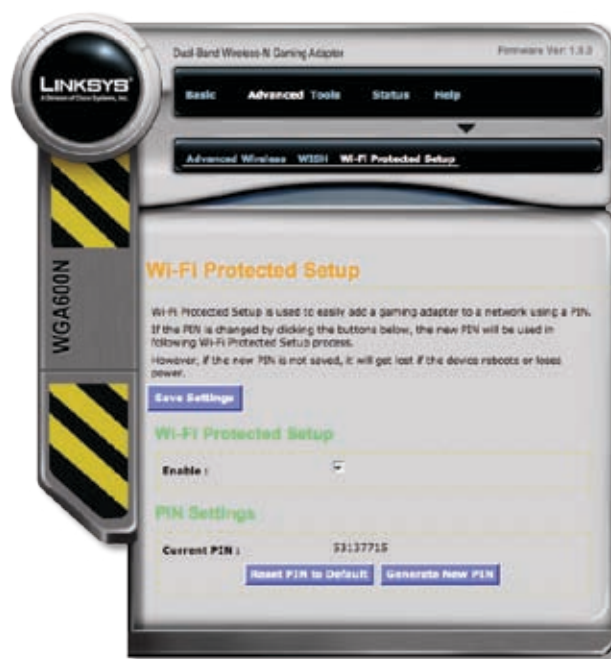 LINKSYS®
A Division of Cisco Systems, Inc.
Dual-Band Wireless-N Gaming Adapter
Firmware Ver: 1.0.0
Basic Advanced Tools Status Help
Advanced Wireless WISH Wi-Fi Protected Setup
WGA600N
Wi-Fi Protected Setup
Wi-Fi Protected Setup is used to easily add a gaming adapter to a network using a PIN.
If the PIN is changed by clicking the buttons below, the new PIN will be used in
following Wi-Fi Protected Setup process.
However, if the new PIN is not saved, it will get lost if the device reboots or loses
power.
Save Settings
Wi-Fi Protected Setup
Enable :
PIN Settings
Current PIN : 53137715
Reset PIN to Default Generate New PIN